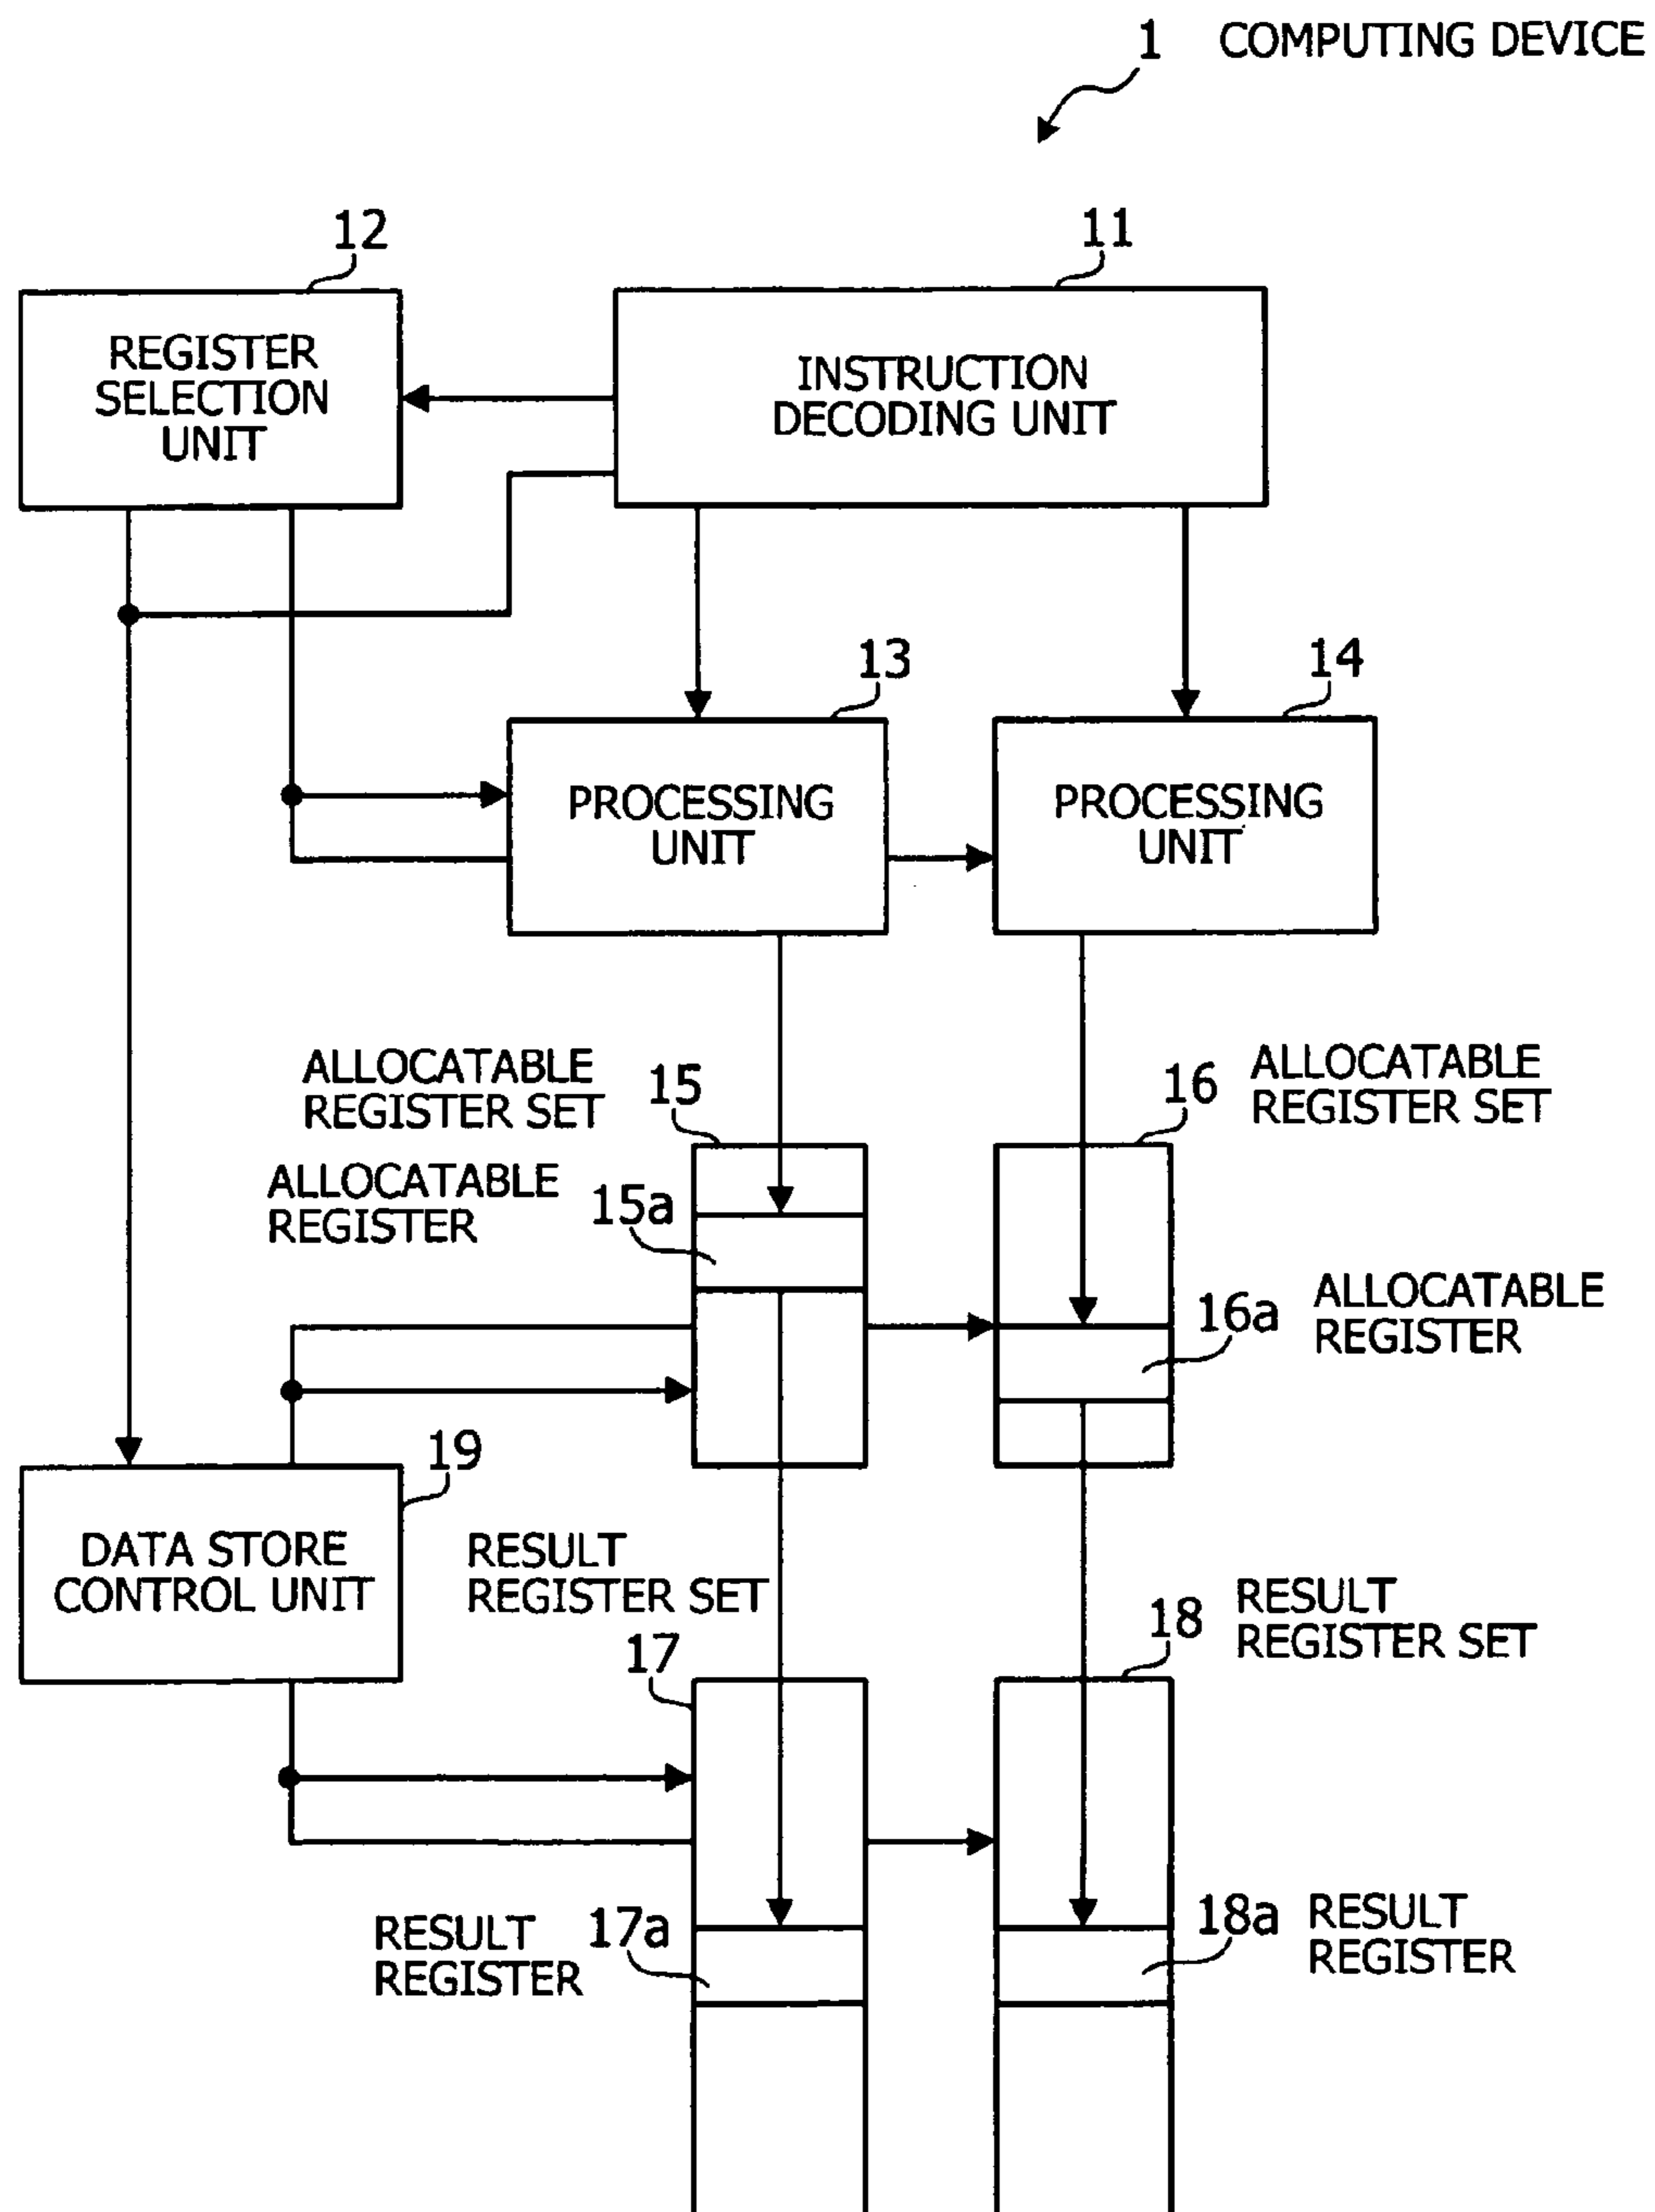 1 COMPUTING DEVICE
12
11
REGISTER
SELECTION
UNIT
INSTRUCTION
DECODING UNIT
13
14
PROCESSING
UNIT
PROCESSING
UNIT
ALLOCATABLE
REGISTER SET
15
16
ALLOCATABLE
REGISTER SET
ALLOCATABLE
REGISTER
15a
16a
ALLOCATABLE
REGISTER
19
DATA STORE
CONTROL UNIT
RESULT
REGISTER SET
17
18
RESULT
REGISTER SET
RESULT
REGISTER
17a
18a
RESULT
REGISTER